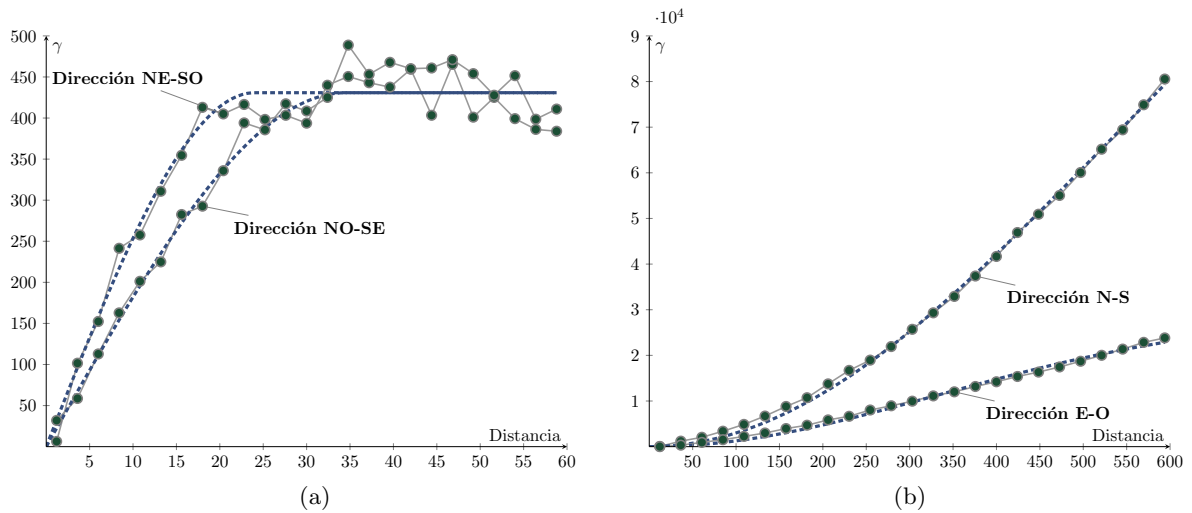 γ
500
450
400
350
300
250
200
150
100
50
Dirección NE-SO
Dirección NO-SE
Distancia
5 10 15 20 25 30 35 40 45 50 55 60
(a)
·10⁴
γ
9
8
7
6
5
4
3
2
1
Dirección N-S
Dirección E-O
Distancia
50 100 150 200 250 300 350 400 450 500 550 600
(b)